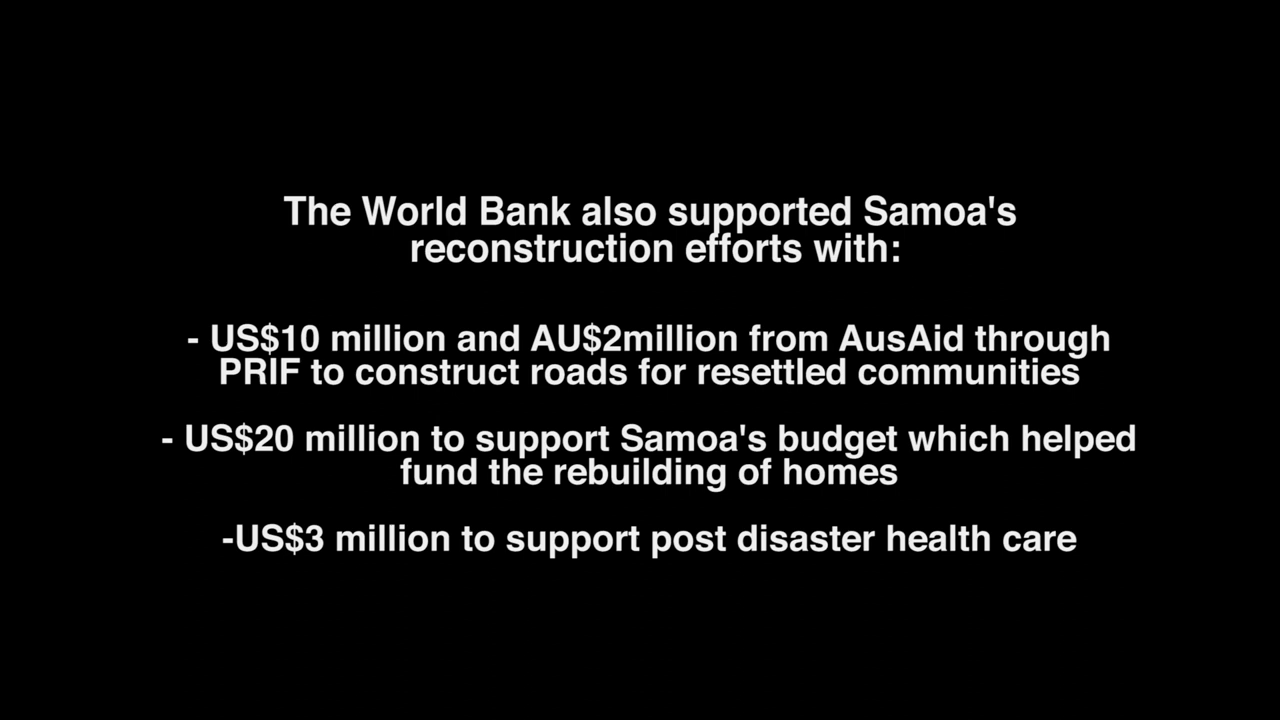 The World Bank also supported Samoa's
reconstruction efforts with:
- US$10 million and AU$2million from AusAid through
PRIF to construct roads for resettled communities
- US$20 million to support Samoa's budget which helped
fund the rebuilding of homes
-US$3 million to support post disaster health care